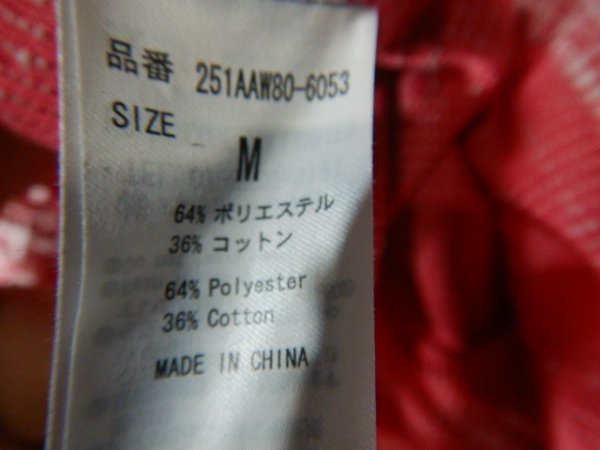 品番 251AAW80-6053
SIZE
M
64% ポリエステル
36% コットン
64% Polyester
36% Cotton
MADE IN CHINA